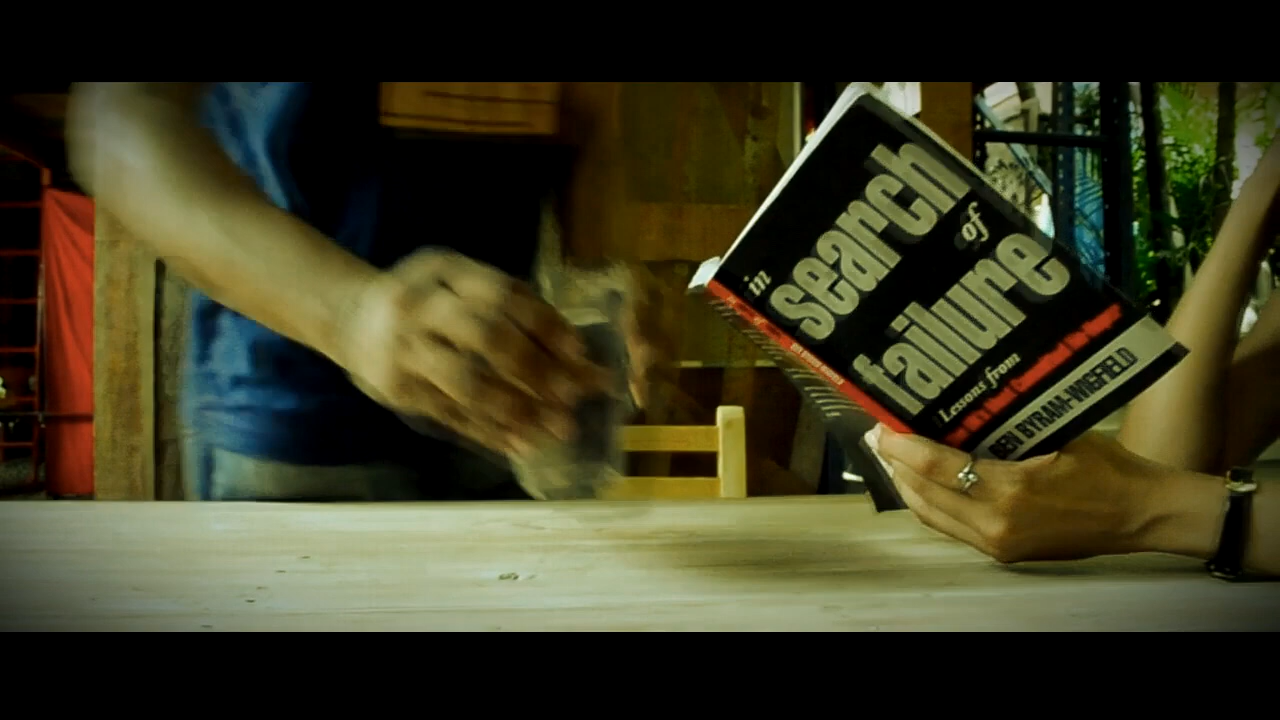 in
search
of
failure
Lessons from
BEN BYRAM-WIGFIELD